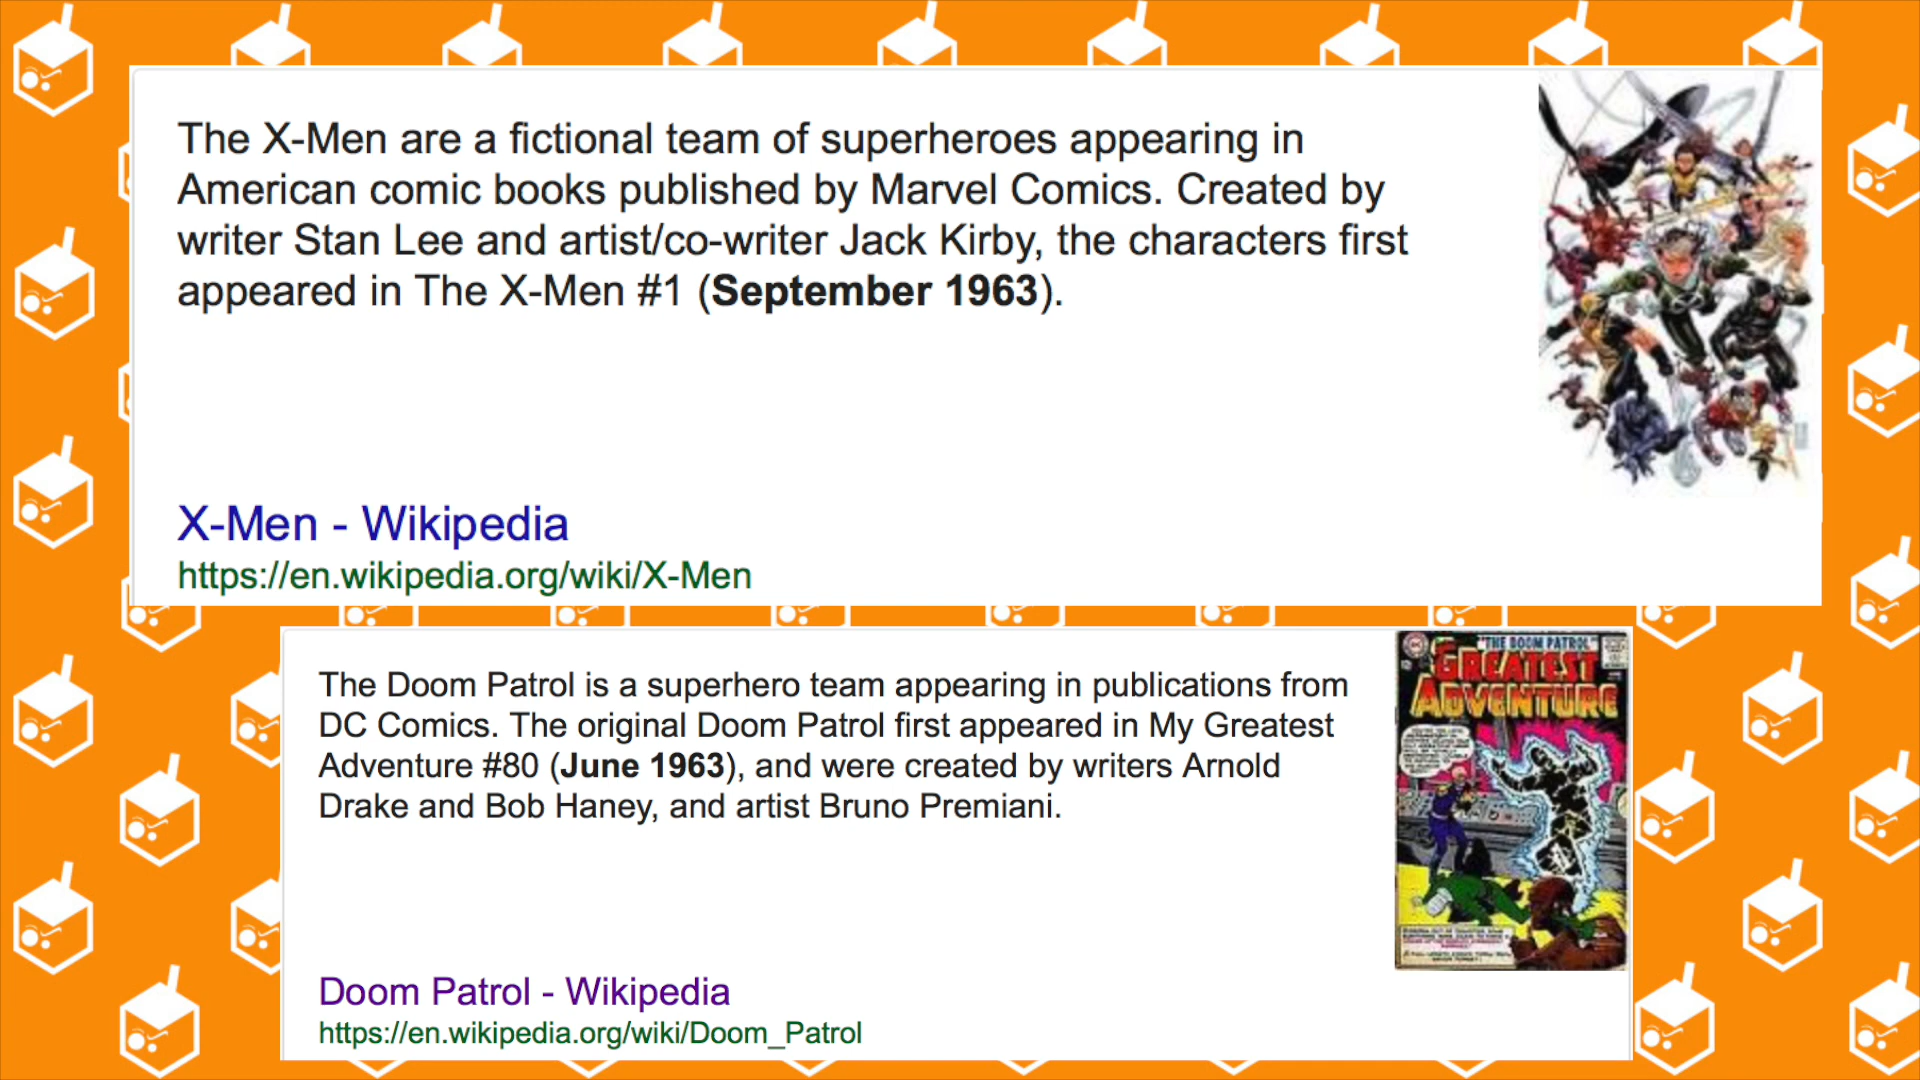 The X-Men are a fictional team of superheroes appearing in
American comic books published by Marvel Comics. Created by
writer Stan Lee and artist/co-writer Jack Kirby, the characters first
appeared in The X-Men #1 (September 1963).
X-Men - Wikipedia
https://en.wikipedia.org/wiki/X-Men
The Doom Patrol is a superhero team appearing in publications from
DC Comics. The original Doom Patrol first appeared in My Greatest
Adventure #80 (June 1963), and were created by writers Arnold
Drake and Bob Haney, and artist Bruno Premiani.
Doom Patrol - Wikipedia
https://en.wikipedia.org/wiki/Doom_Patrol
"THE DOOM PATROL"
GREATEST
ADVENTURE